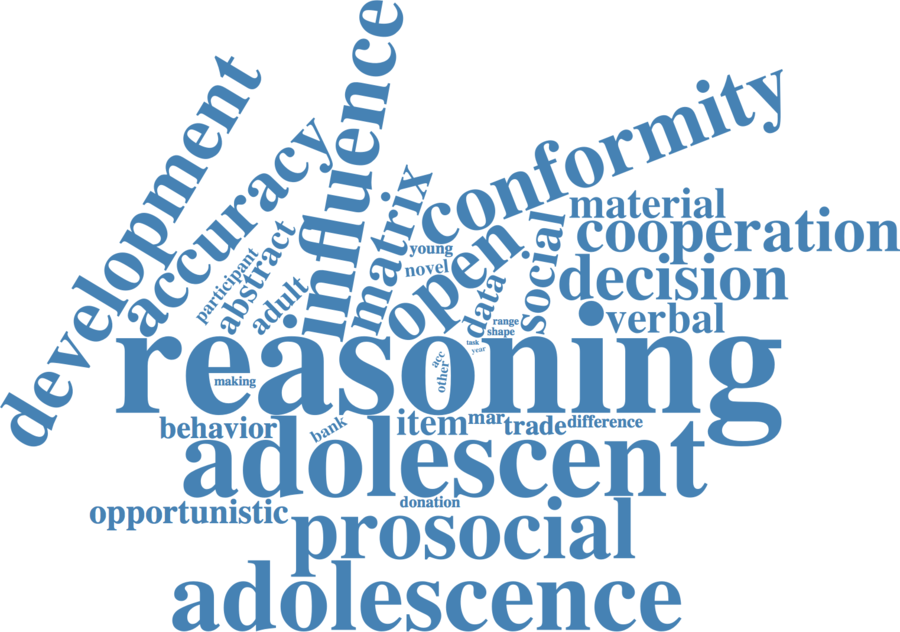 influence
development
conformity
accuracy
matrix
material
cooperation
social
open
young
novel
participant
abstract
adult
data
decision
range
shape
verbal
task
year
reasoning
acc
other
making
behavior
bank
item
mar
trade
difference
adolescent
opportunistic
donation
prosocial
adolescence